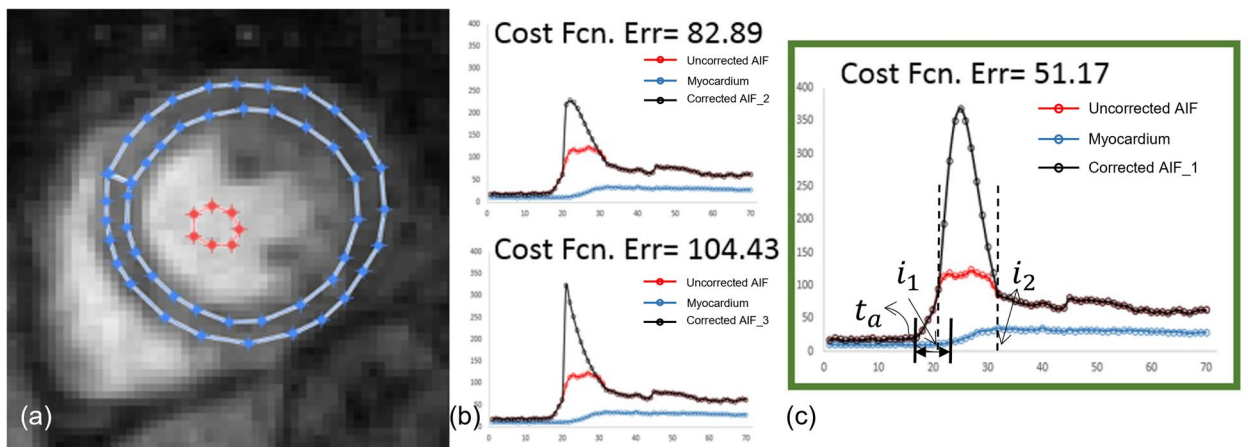 (a)
(b)
Cost Fcn. Err= 82.89
Uncorrected AIF
Myocardium
Corrected AIF_2
400
350
300
250
200
150
100
50
0
0 10 20 30 40 50 60 70
Cost Fcn. Err= 104.43
Uncorrected AIF
Myocardium
Corrected AIF_3
400
350
300
250
200
150
100
50
0
0 10 20 30 40 50 60 70
(c)
Cost Fcn. Err= 51.17
Uncorrected AIF
Myocardium
Corrected AIF_1
400
350
300
250
200
150
100
50
0
i₁
i₂
tₐ
0 10 20 30 40 50 60 70